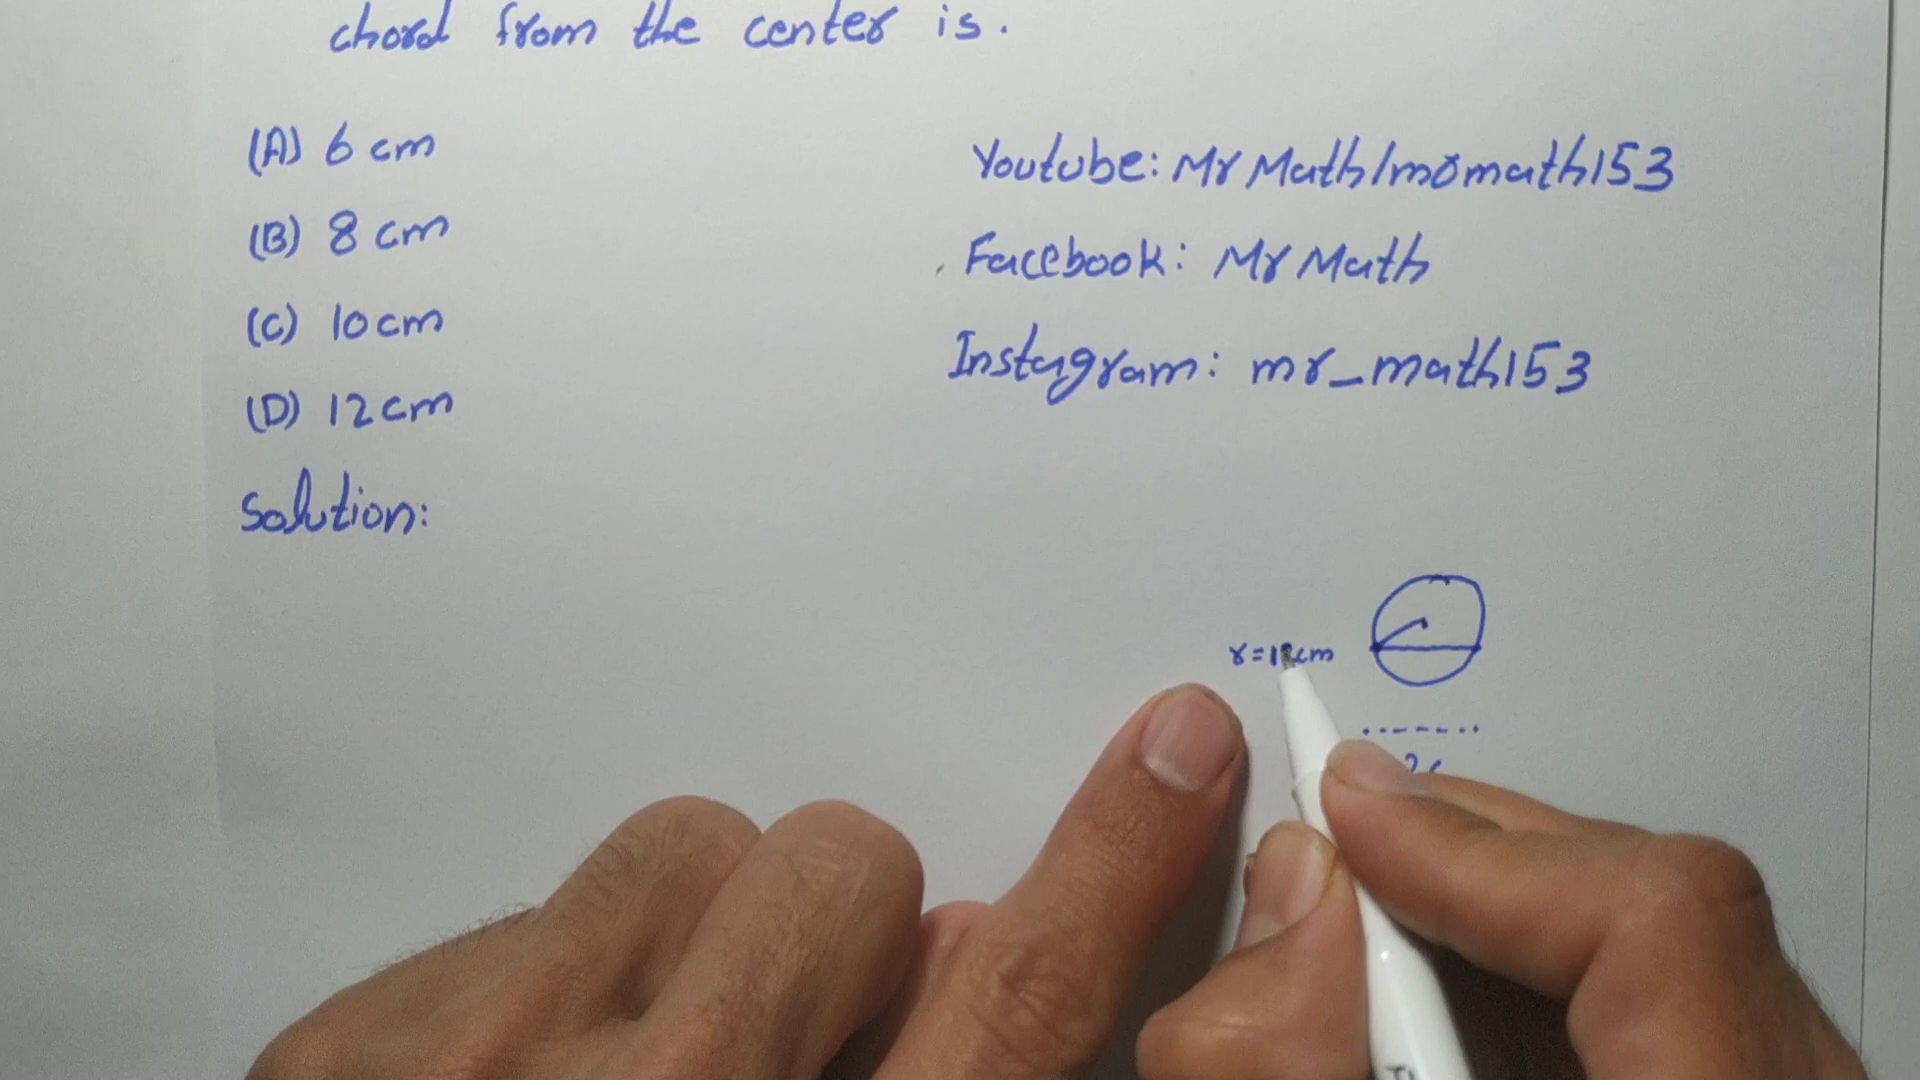 chord from the center is.
(A) 6 cm
(B) 8 cm
(C) 10 cm
(D) 12 cm
Youtube: Mr Math/mrmath153
Facebook: Mr Math
Instagram: mr_math153
Solution: